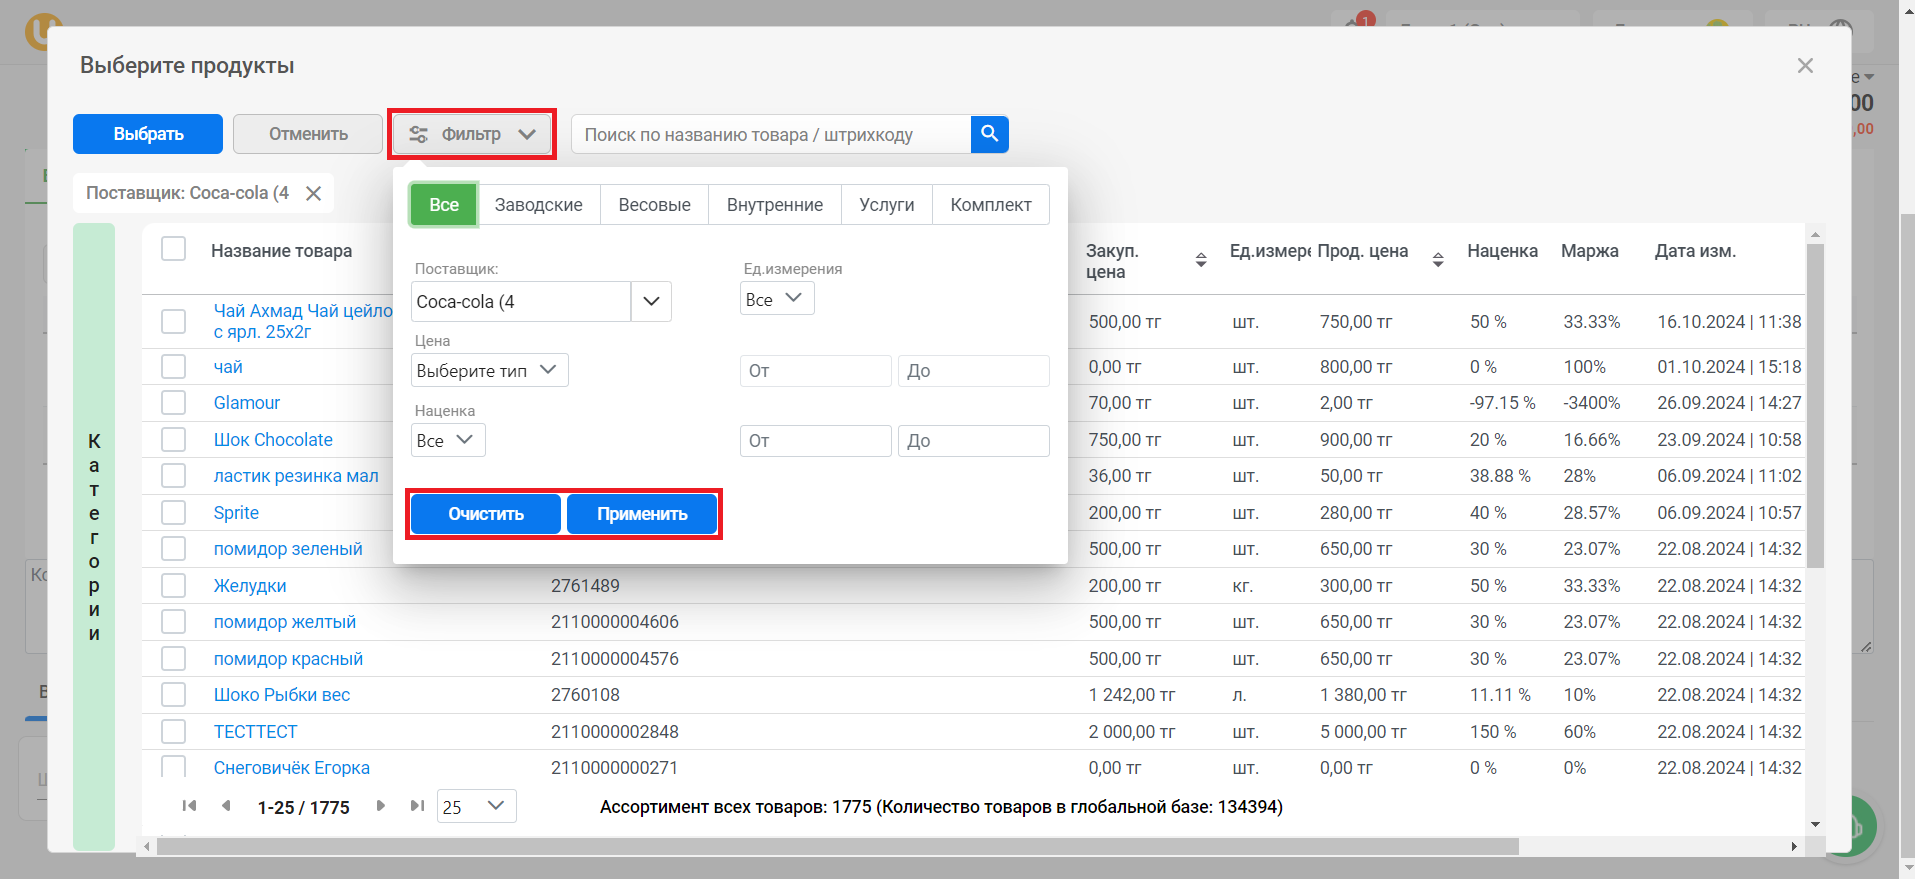 1
Выберите продукты
е
00
,00
Выбрать
Отменить
Фильтр
Поиск по названию товара / штрихкоду
Поставщик: Coca-cola (4
Все
Заводские
Весовые
Внутренние
Услуги
Комплект
Поставщик:
Ед.измерения
Coca-cola (4
Все
Цена
Выберите тип
От
До
Наценка
Все
От
До
Очистить
Применить
Категории
Название товара
Закуп. цена
Ед.измере
Прод. цена
Наценка
Маржа
Дата изм.
Чай Ахмад Чай цейло
с ярл. 25х2г
500,00 тг шт. 750,00 тг 50 % 33.33% 16.10.2024 | 11:38
чай 0,00 тг шт. 800,00 тг 0 % 100% 01.10.2024 | 15:18
Glamour 70,00 тг шт. 2,00 тг -97.15 % -3400% 26.09.2024 | 14:27
Шок Chocolate 750,00 тг шт. 900,00 тг 20 % 16.66% 23.09.2024 | 10:58
ластик резинка мал 36,00 тг шт. 50,00 тг 38.88 % 28% 06.09.2024 | 11:02
Sprite 200,00 тг шт. 280,00 тг 40 % 28.57% 06.09.2024 | 10:57
помидор зеленый 500,00 тг шт. 650,00 тг 30 % 23.07% 22.08.2024 | 14:32
Желудки 2761489 200,00 тг кг. 300,00 тг 50 % 33.33% 22.08.2024 | 14:32
помидор желтый 2110000004606 500,00 тг шт. 650,00 тг 30 % 23.07% 22.08.2024 | 14:32
помидор красный 2110000004576 500,00 тг шт. 650,00 тг 30 % 23.07% 22.08.2024 | 14:32
Шоко Рыбки вес 2760108 1 242,00 тг л. 1 380,00 тг 11.11 % 10% 22.08.2024 | 14:32
ТЕСТТЕСТ 2110000002848 2 000,00 тг шт. 5 000,00 тг 150 % 60% 22.08.2024 | 14:32
Снеговичёк Егорка 2110000000271 0,00 тг шт. 0,00 тг 0 % 0% 22.08.2024 | 14:32
1-25 / 1775
25
Ассортимент всех товаров: 1775 (Количество товаров в глобальной базе: 134394)